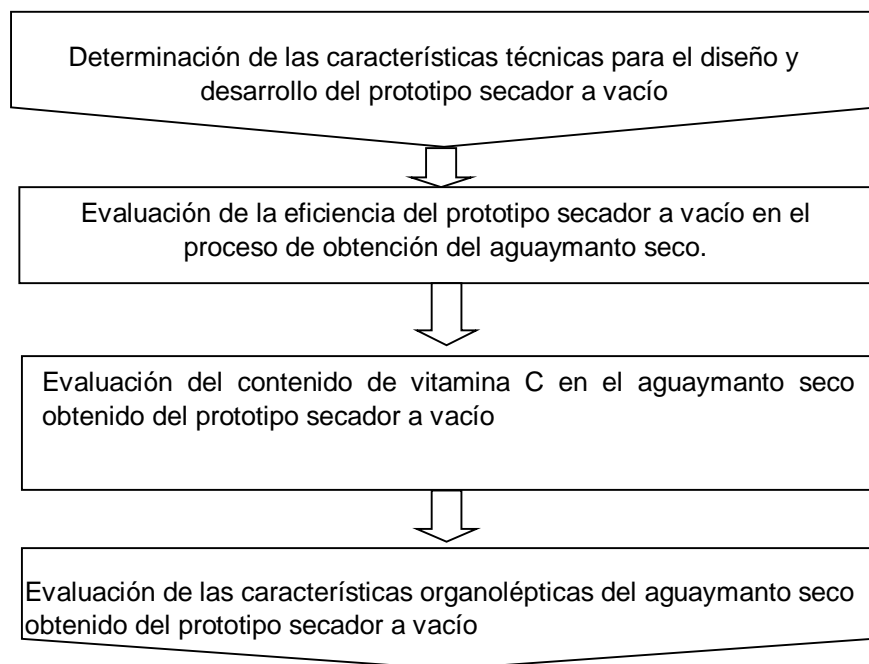 Determinación de las características técnicas para el diseño y
desarrollo del prototipo secador a vacío
Evaluación de la eficiencia del prototipo secador a vacío en el
proceso de obtención del aguaymanto seco.
Evaluación del contenido de vitamina C en el aguaymanto seco
obtenido del prototipo secador a vacío
Evaluación de las características organolépticas del aguaymanto seco
obtenido del prototipo secador a vacío